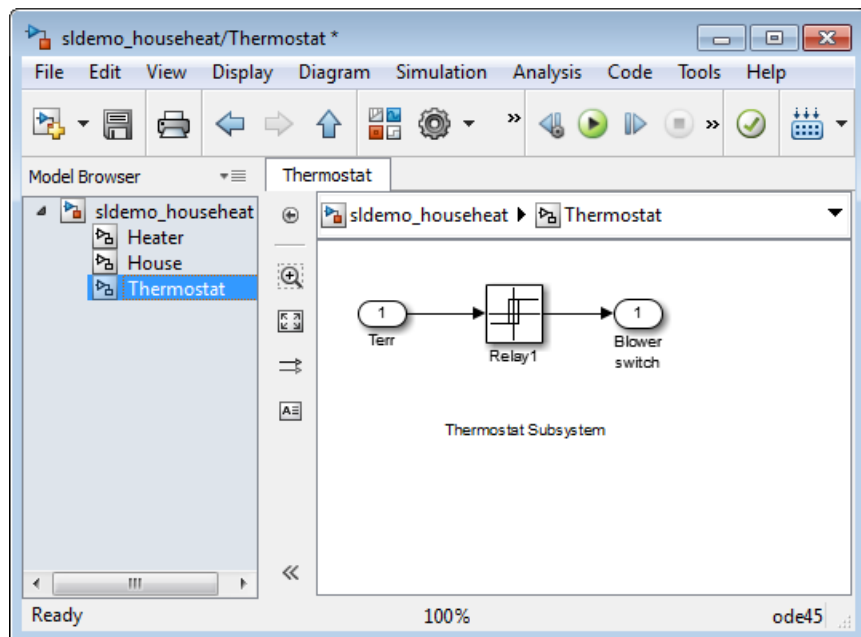 sldemo_househeat/Thermostat *
File Edit View Display Diagram Simulation Analysis Code Tools Help
Model Browser
Thermostat
sldemo_househeat
Heater
House
Thermostat
sldemo_househeat Thermostat
1
Terr
Relay1
1
Blower
switch
Thermostat Subsystem
Ready 100% ode45